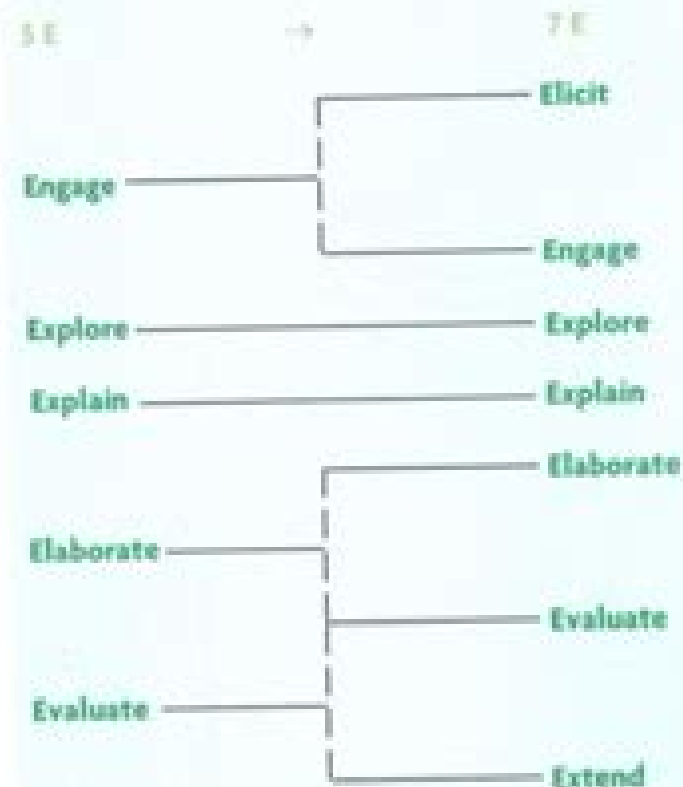 5 E → 7 E
Elicit
Engage
Engage
Explore Explore
Explain Explain
Elaborate
Elaborate
Evaluate
Evaluate
Extend